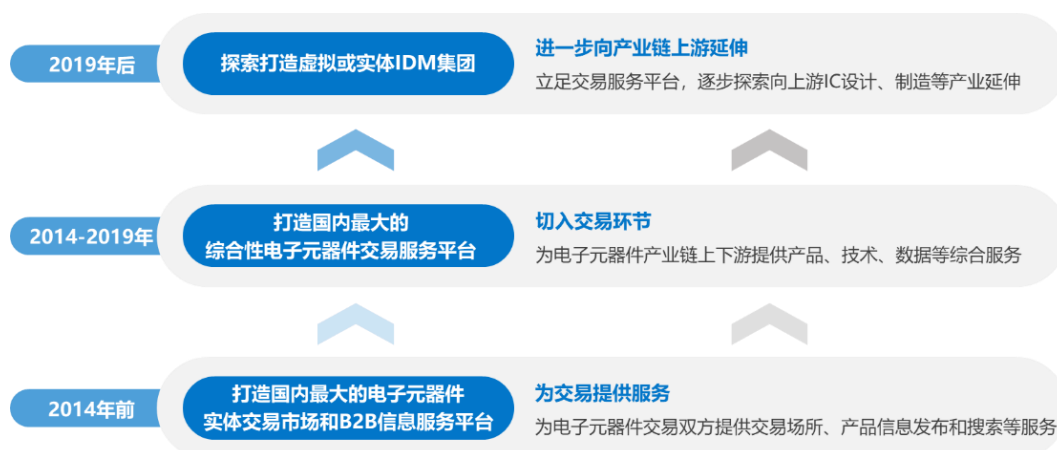 2019年后
探索打造虚拟或实体IDM集团
进一步向产业链上游延伸
立足交易服务平台，逐步探索向上游IC设计、制造等产业延伸
2014-2019年
打造国内最大的
综合性电子元器件交易服务平台
切入交易环节
为电子元器件产业链上下游提供产品、技术、数据等综合服务
2014年前
打造国内最大的电子元器件
实体交易市场和B2B信息服务平台
为交易提供服务
为电子元器件交易双方提供交易场所、产品信息发布和搜索等服务